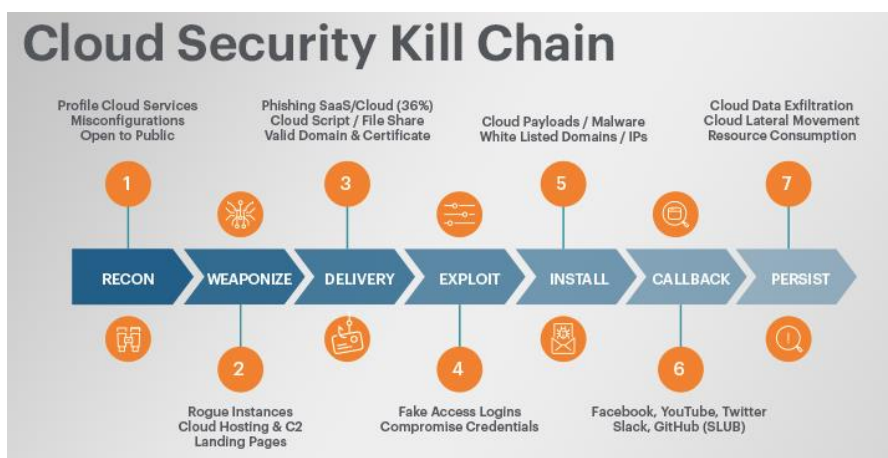 Cloud Security Kill Chain
Profile Cloud Services
Misconfigurations
Open to Public
Phishing SaaS/Cloud (36%)
Cloud Script / File Share
Valid Domain & Certificate
Cloud Payloads / Malware
White Listed Domains / IPs
Cloud Data Exfiltration
Cloud Lateral Movement
Resource Consumption
1
3
5
7
RECON
WEAPONIZE
DELIVERY
EXPLOIT
INSTALL
CALLBACK
PERSIST
2
4
6
Rogue Instances
Cloud Hosting & C2
Landing Pages
Fake Access Logins
Compromise Credentials
Facebook, YouTube, Twitter
Slack, GitHub (SLUB)